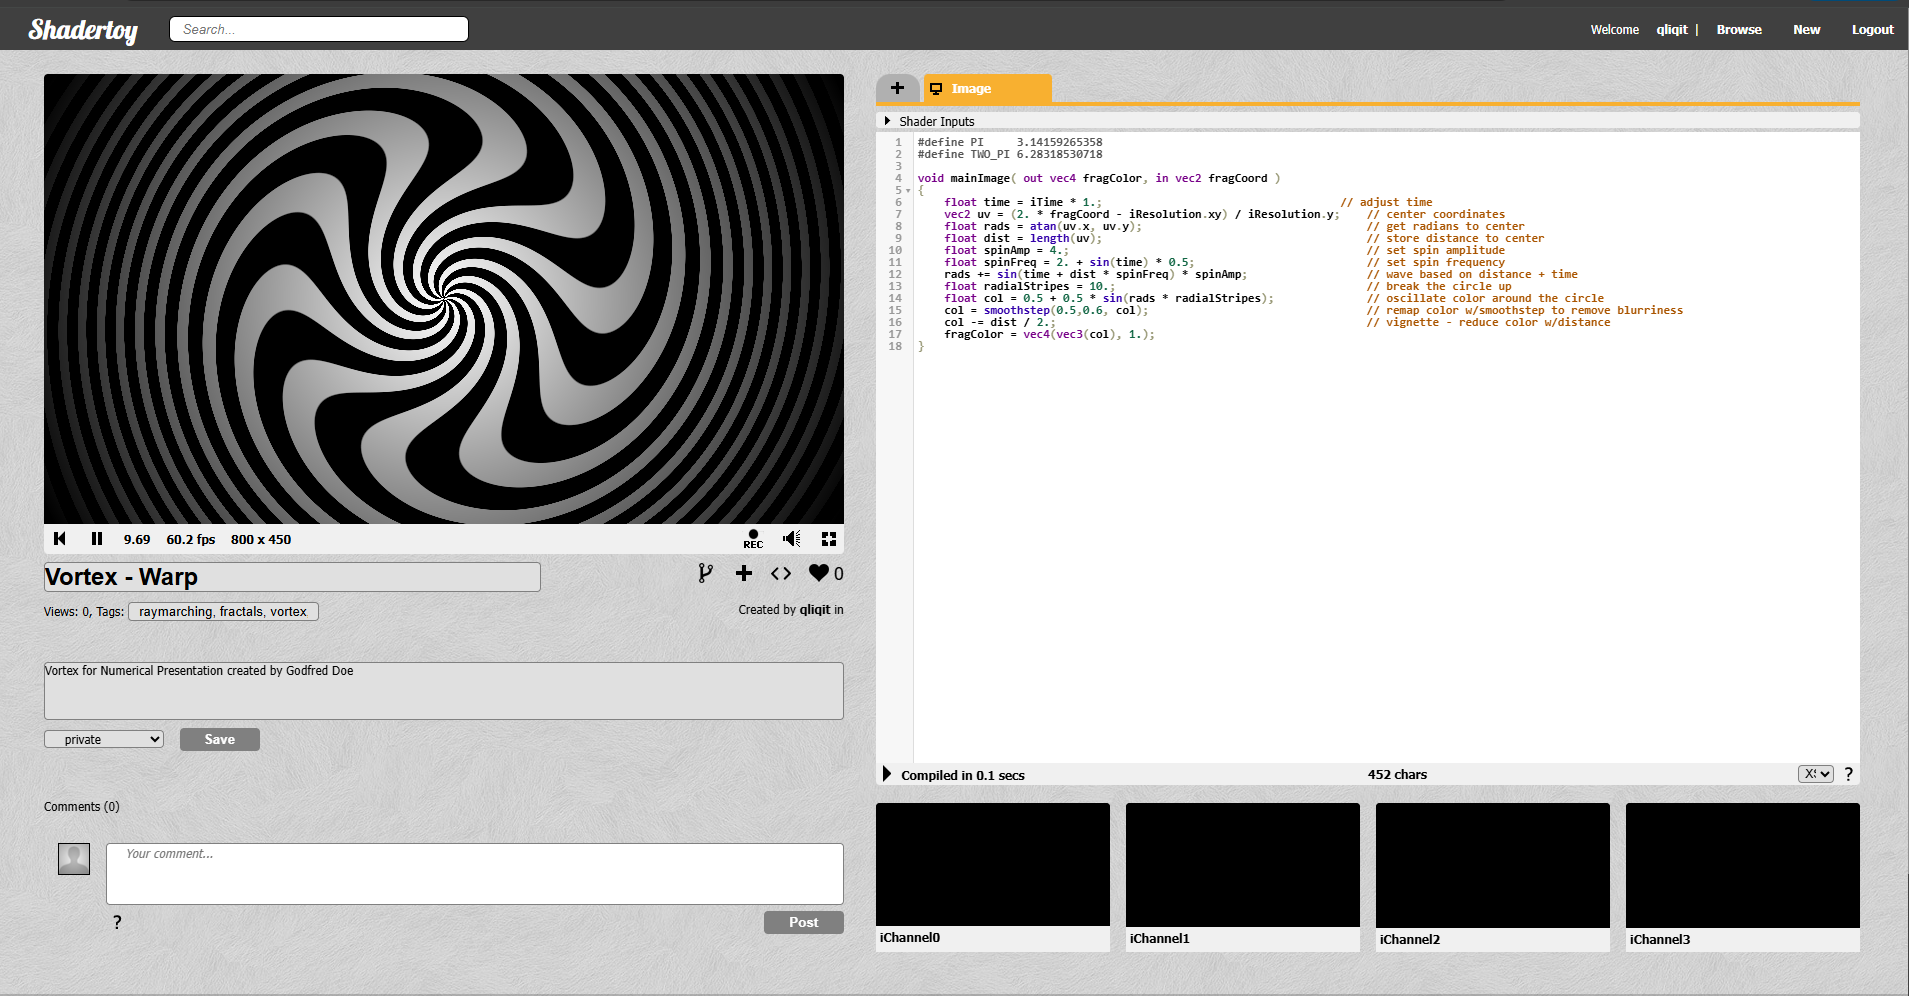 Shadertoy
Search...
Welcome qliqit | Browse New Logout
9.69 60.2 fps 800 x 450
REC
Vortex - Warp
0
Views: 0, Tags: raymarching, fractals, vortex
Created by qliqit in
Vortex for Numerical Presentation created by Godfred Doe
private Save
Comments (0)
Your comment...
?
Post
+ Image
Shader Inputs
1 #define PI     3.14159265358
2 #define TWO_PI 6.28318530718
3
4 void mainImage( out vec4 fragColor, in vec2 fragCoord )
5 {
6     float time = iTime * 1.; // adjust time
7     vec2 uv = (2. * fragCoord - iResolution.xy) / iResolution.y; // center coordinates
8     float rads = atan(uv.x, uv.y); // get radians to center
9     float dist = length(uv); // store distance to center
10     float spinAmp = 4.; // set spin amplitude
11     float spinFreq = 2. + sin(time) * 0.5; // set spin frequency
12     rads += sin(time + dist * spinFreq) * spinAmp; // wave based on distance + time
13     float radialStripes = 10.; // break the circle up
14     float col = 0.5 + 0.5 * sin(rads * radialStripes); // oscillate color around the circle
15     col = smoothstep(0.5,0.6, col); // remap color w/smoothstep to remove blurriness
16     col -= dist / 2.; // vignette - reduce color w/distance
17     fragColor = vec4(vec3(col), 1.);
18 }
Compiled in 0.1 secs 452 chars ?
iChannel0 iChannel1 iChannel2 iChannel3